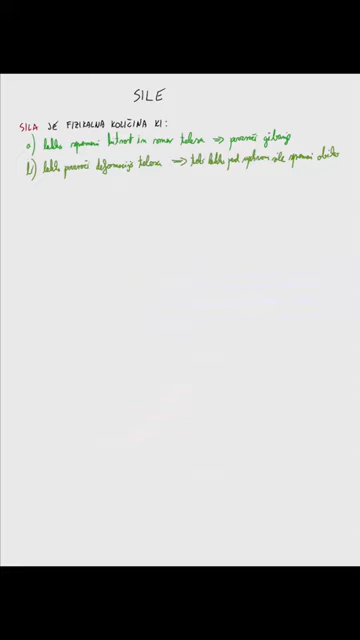 SILE
SILA JE FIZIKALNA KOLIČINA KI:
a) lahko spremeni hitrost in smer telesa => povzroči gibanje
b) lahko povzroči deformacijo telesa => telo lahko pod vplivom sile spremeni obliko